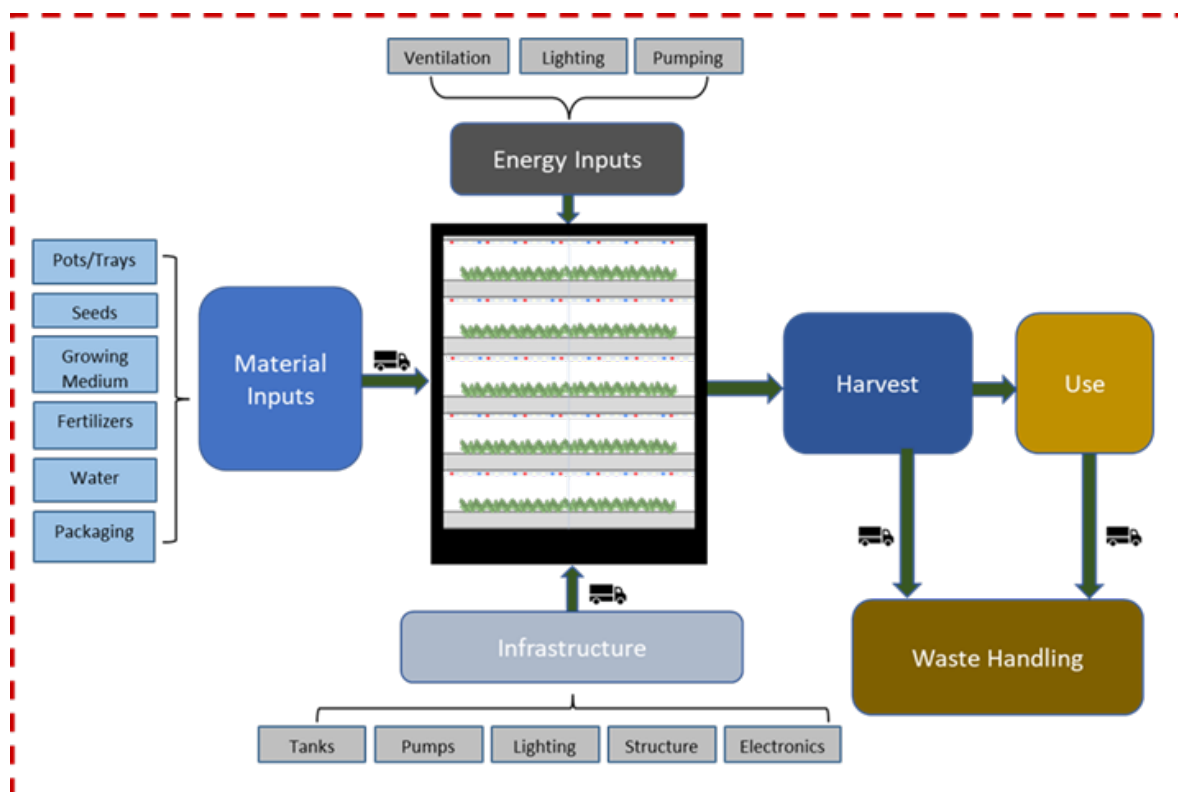 Ventilation
Lighting
Pumping
Energy Inputs
Pots/Trays
Seeds
Growing
Medium
Fertilizers
Water
Packaging
Material
Inputs
Harvest
Use
Infrastructure
Waste Handling
Tanks
Pumps
Lighting
Structure
Electronics